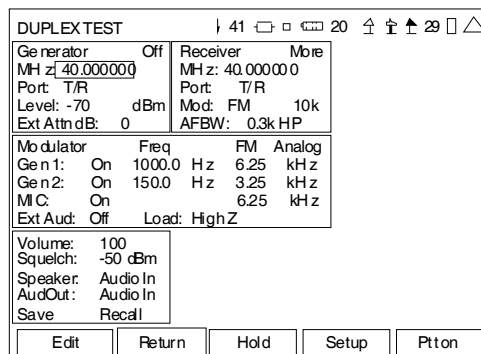 DUPLEX TEST 41 20 29
Generator Off
MHz: 40.000000
Port: T/R
Level: -70 dBm
Ext Attn dB: 0
Receiver More
MHz: 40.000000
Port: T/R
Mod: FM 10k
AFBW: 0.3k HP
Modulator Freq FM Analog
Gen 1: On 1000.0 Hz 6.25 kHz
Gen 2: On 150.0 Hz 3.25 kHz
MIC: On 6.25 kHz
Ext Aud: Off Load: High Z
Volume: 100
Squelch: -50 dBm
Speaker: Audio In
AudOut: Audio In
Save Recall
Edit Return Hold Setup Ptt on